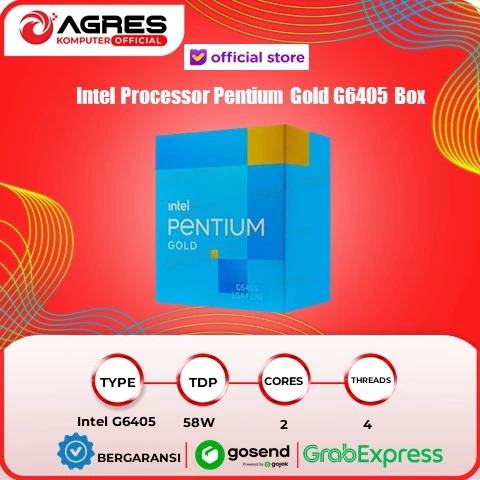 AGRES
KOMPUTER OFFICIAL
official store
Intel Processor Pentium Gold G6405 Box
intel
PENTIUM
GOLD
G6405
LGA1200
TYPE
TDP
CORES
THREADS
Intel G6405
58W
2
4
BERGARANSI
gosend
Powered by gojek
GrabExpress